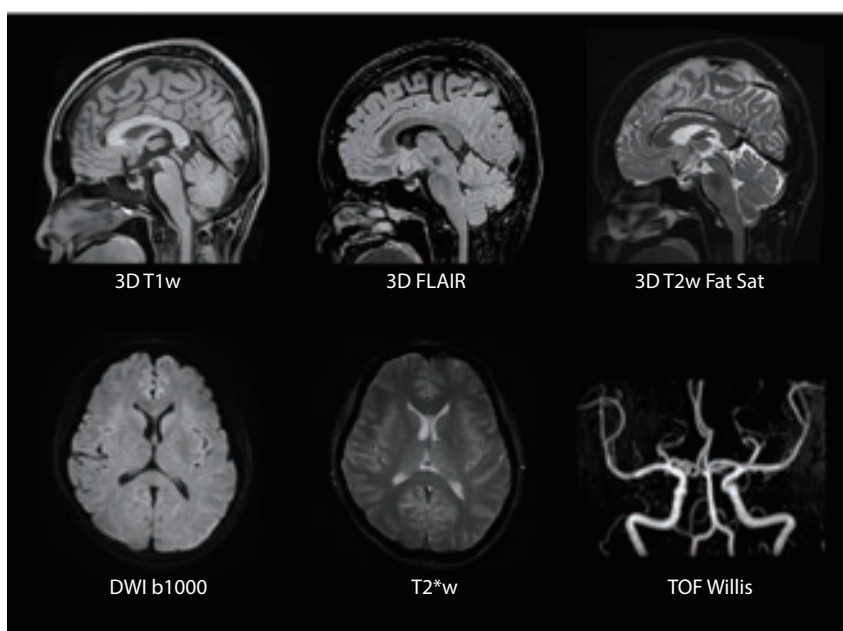 3D T1w
3D FLAIR
3D T2w Fat Sat
DWI b1000
T2*w
TOF Willis